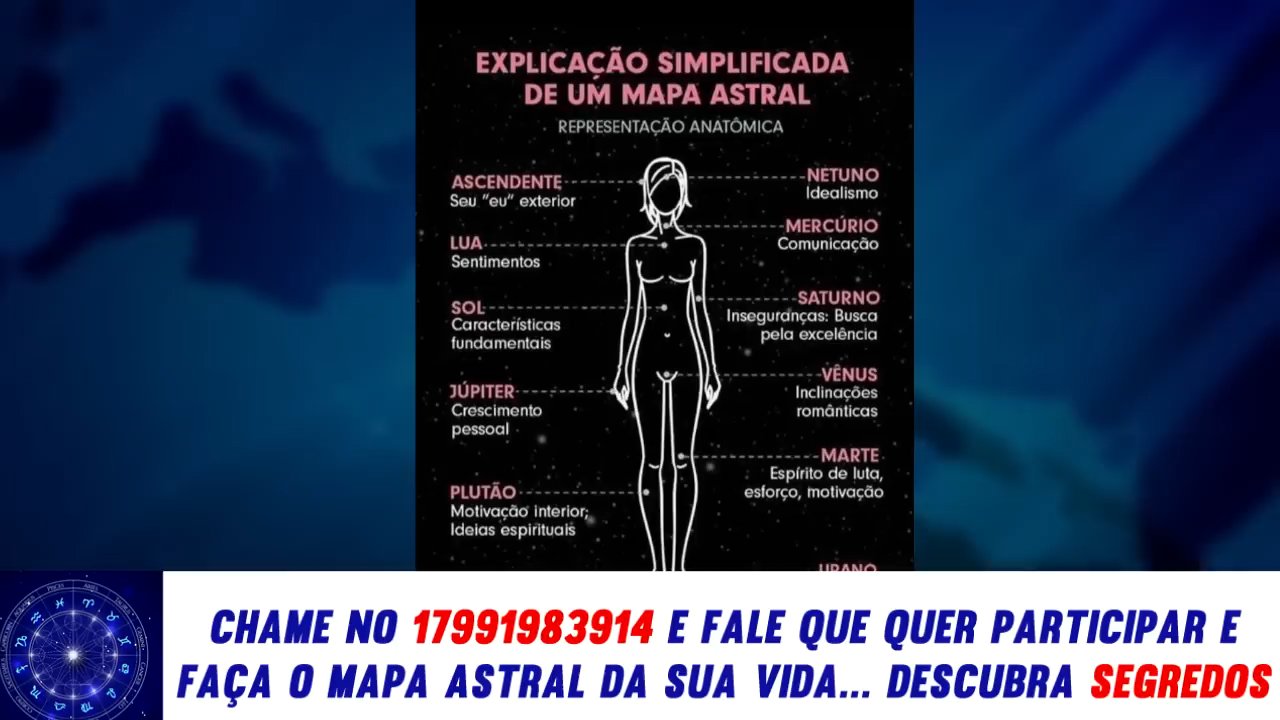 EXPLICAÇÃO SIMPLIFICADA
DE UM MAPA ASTRAL
REPRESENTAÇÃO ANATÔMICA
ASCENDENTE
Seu "eu" exterior
LUA
Sentimentos
SOL
Características
fundamentais
JÚPITER
Crescimento
pessoal
PLUTÃO
Motivação interior;
Ideias espirituais
NETUNO
Idealismo
MERCÚRIO
Comunicação
SATURNO
Inseguranças: Busca
pela excelência
VÊNUS
Inclinações
românticas
MARTE
Espírito de luta,
esforço, motivação
URANO
CHAME NO 17991983914 E FALE QUE QUER PARTICIPAR E
FAÇA O MAPA ASTRAL DA SUA VIDA... DESCUBRA SEGREDOS